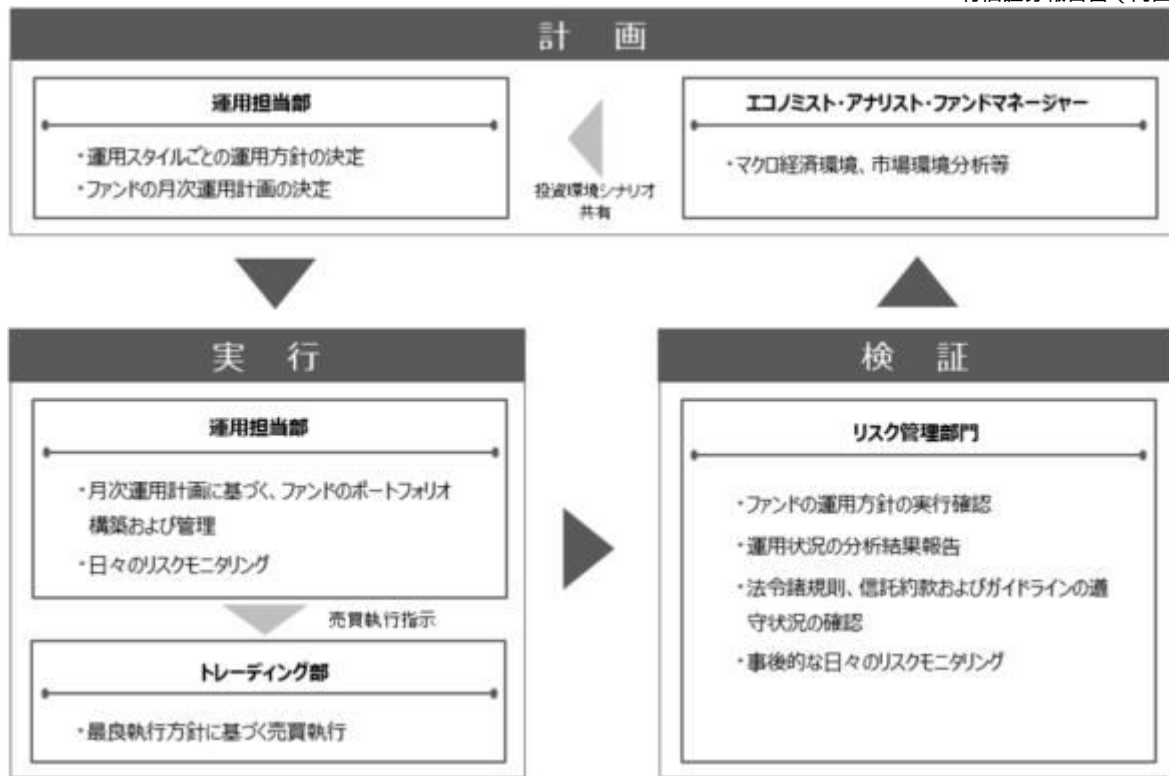 計 画
運用担当部
・運用スタイルごとの運用方針の決定
・ファンドの月次運用計画の決定
投資環境シナリオ
共有
エコノミスト・アナリスト・ファンドマネージャー
・マクロ経済環境、市場環境分析等
実 行
運用担当部
・月次運用計画に基づく、ファンドのポートフォリオ
構築および管理
・日々のリスクモニタリング
売買執行指示
トレーディング部
・最良執行方針に基づく売買執行
検 証
リスク管理部門
・ファンドの運用方針の実行確認
・運用状況の分析結果報告
・法令諸規則、信託約款およびガイドラインの遵
守状況の確認
・事後的な日々のリスクモニタリング